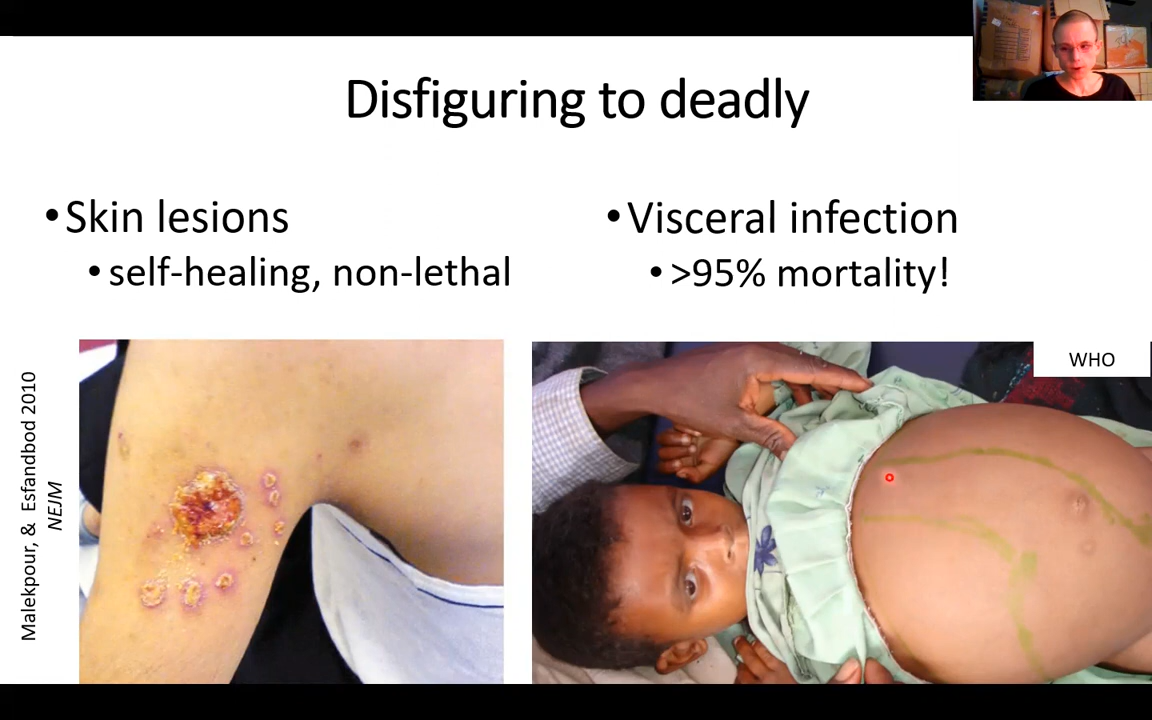 Disfiguring to deadly
•Skin lesions
•self-healing, non-lethal
•Visceral infection
•>95% mortality!
Malekpour, & Esfandbod 2010
NEJM
WHO